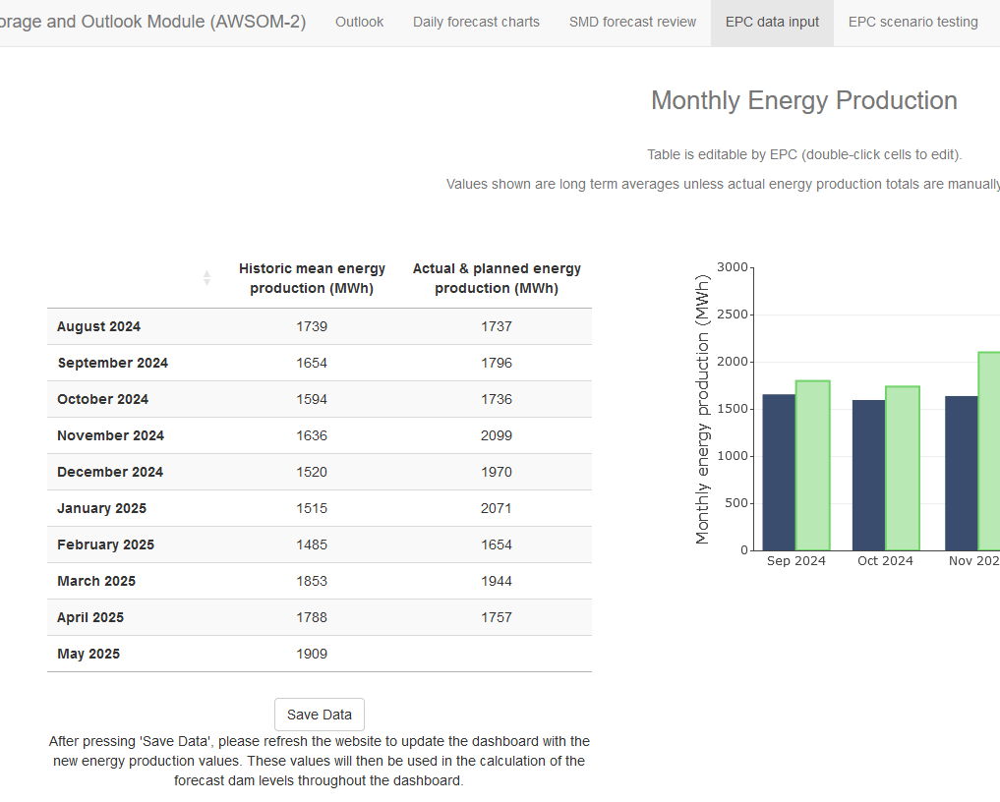 orage and Outlook Module (AWSOM-2) Outlook Daily forecast charts SMD forecast review EPC data input EPC scenario testing
Monthly Energy Production
Table is editable by EPC (double-click cells to edit).
Values shown are long term averages unless actual energy production totals are manually
Historic mean energy production (MWh) Actual & planned energy production (MWh)
August 2024 1739 1737
September 2024 1654 1796
October 2024 1594 1736
November 2024 1636 2099
December 2024 1520 1970
January 2025 1515 2071
February 2025 1485 1654
March 2025 1853 1944
April 2025 1788 1757
May 2025 1909
Save Data
After pressing 'Save Data', please refresh the website to update the dashboard with the
new energy production values. These values will then be used in the calculation of the
forecast dam levels throughout the dashboard.
Monthly energy production (MWh)
3000
2500
2000
1500
1000
500
0
Sep 2024 Oct 2024 Nov 202